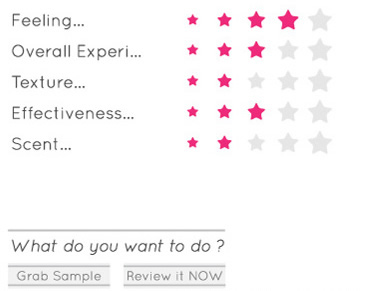 Feeling...
Overall Experi...
Texture...
Effectiveness...
Scent...
What do you want to do ?
Grab Sample
Review it NOW